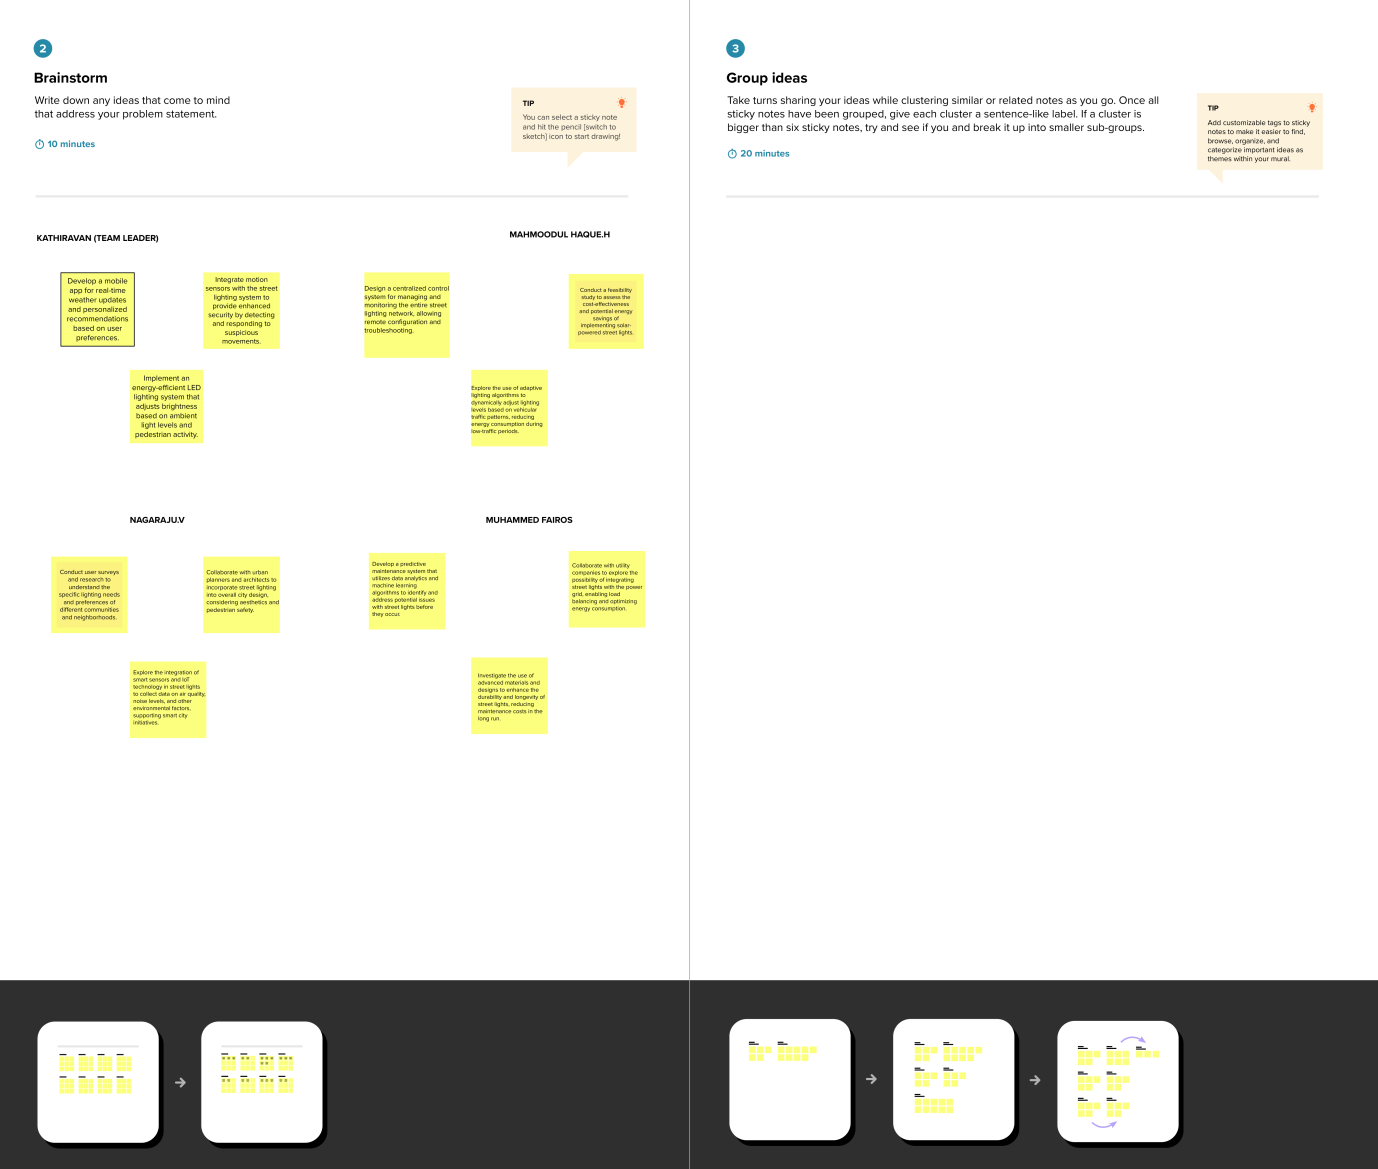 2
Brainstorm
Write down any ideas that come to mind
that address your problem statement.
10 minutes
TIP
You can select a sticky note
and hit the pencil [switch to
sketch] icon to start drawing!
KATHIRAVAN (TEAM LEADER)
Develop a mobile
app for real-time
weather updates
and personalized
recommendations
based on user
preferences.
Integrate motion
sensors with the street
lighting system to
provide enhanced
security by detecting
and responding to
suspicious
movements.
Implement an
energy-efficient LED
lighting system that
adjusts brightness
based on ambient
light levels and
pedestrian activity.
MAHMOODUL HAQUE.H
Design a centralized control
system for managing and
monitoring the entire street
lighting network, allowing
remote configuration and
troubleshooting.
Conduct a feasibility
study to assess the
cost-effectiveness
and potential energy
savings of
implementing solar-
powered street lights.
Explore the use of adaptive
lighting algorithms to
dynamically adjust lighting
levels based on vehicular
traffic patterns, reducing
energy consumption during
low-traffic periods.
NAGARAJU.V
Conduct user surveys
and research to
understand the
specific lighting needs
and preferences of
different communities
and neighborhoods.
Collaborate with urban
planners and architects to
incorporate street lighting
into overall city design,
considering aesthetics and
pedestrian safety.
Explore the integration of
smart sensors and IoT
technology in street lights
to collect data on air quality,
noise levels, and other
environmental factors,
supporting smart city
initiatives.
MUHAMMED FAIROS
Develop a predictive
maintenance system that
utilizes data analytics and
machine learning
algorithms to identify and
address potential issues
with street lights before
they occur.
Collaborate with utility
companies to explore the
possibility of integrating
street lights with the power
grid, enabling load
balancing and optimizing
energy consumption.
Investigate the use of
advanced materials and
designs to enhance the
durability and longevity of
street lights, reducing
maintenance costs in the
long run.
3
Group ideas
Take turns sharing your ideas while clustering similar or related notes as you go. Once all
sticky notes have been grouped, give each cluster a sentence-like label. If a cluster is
bigger than six sticky notes, try and see if you and break it up into smaller sub-groups.
20 minutes
TIP
Add customizable tags to sticky
notes to make it easier to find,
browse, organize, and
categorize important ideas as
themes within your mural.